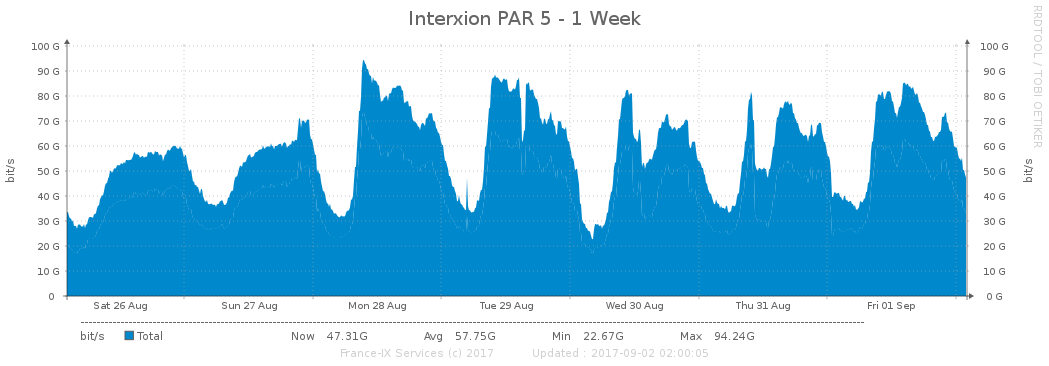 Interxion PAR 5 - 1 Week
RRDTOOL / TOBI OETIKER
bit/s
100 G
90 G
80 G
70 G
60 G
50 G
40 G
30 G
20 G
10 G
0
100 G
90 G
80 G
70 G
60 G
50 G
40 G
30 G
20 G
10 G
0 G
bit/s
Sat 26 Aug Sun 27 Aug Mon 28 Aug Tue 29 Aug Wed 30 Aug Thu 31 Aug Fri 01 Sep
bit/s Total Now 47.31G Avg 57.75G Min 22.67G Max 94.24G
France-IX Services (c) 2017 Updated : 2017-09-02 02:00:05